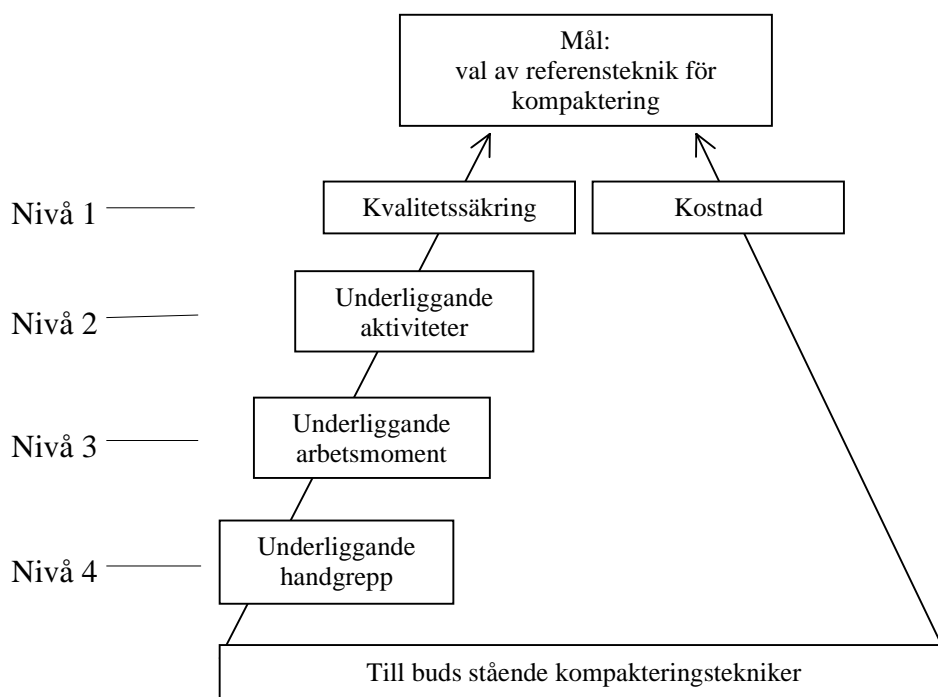 Mål:
val av referensteknik för
kompaktering
Nivå 1
Kvalitetssäkring
Kostnad
Nivå 2
Underliggande
aktiviteter
Nivå 3
Underliggande
arbetsmoment
Nivå 4
Underliggande
handgrepp
Till buds stående kompakteringstekniker